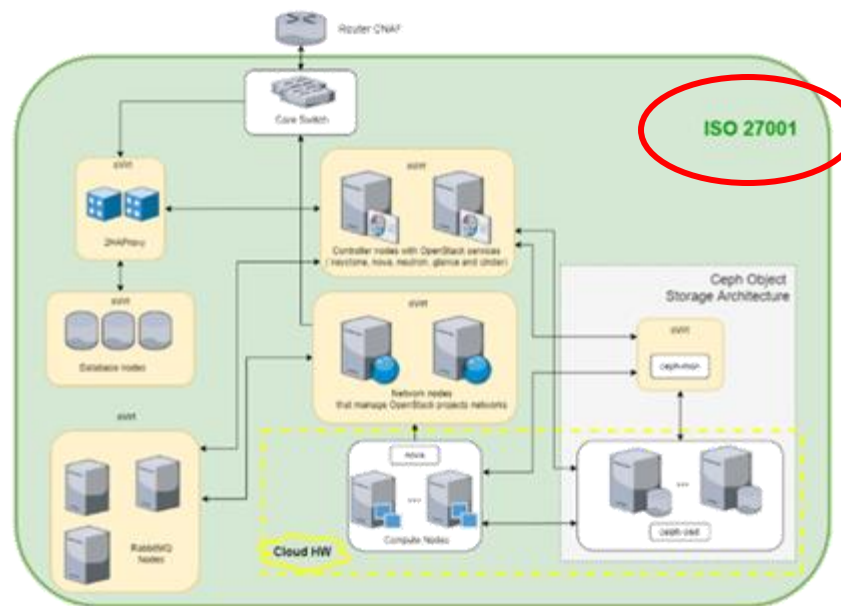 Router CNAF
Core Switch
ISO 27001
oVirt
2HAProxy
oVirt
Controller nodes with OpenStack services
(keystone, nova, neutron, glance and cinder)
oVirt
Database nodes
oVirt
Network nodes
that manage OpenStack projects networks
Ceph Object
Storage Architecture
oVirt
ceph-mon
oVirt
RabbitMQ
Nodes
nova
...
Compute Nodes
...
ceph-osd
Cloud HW